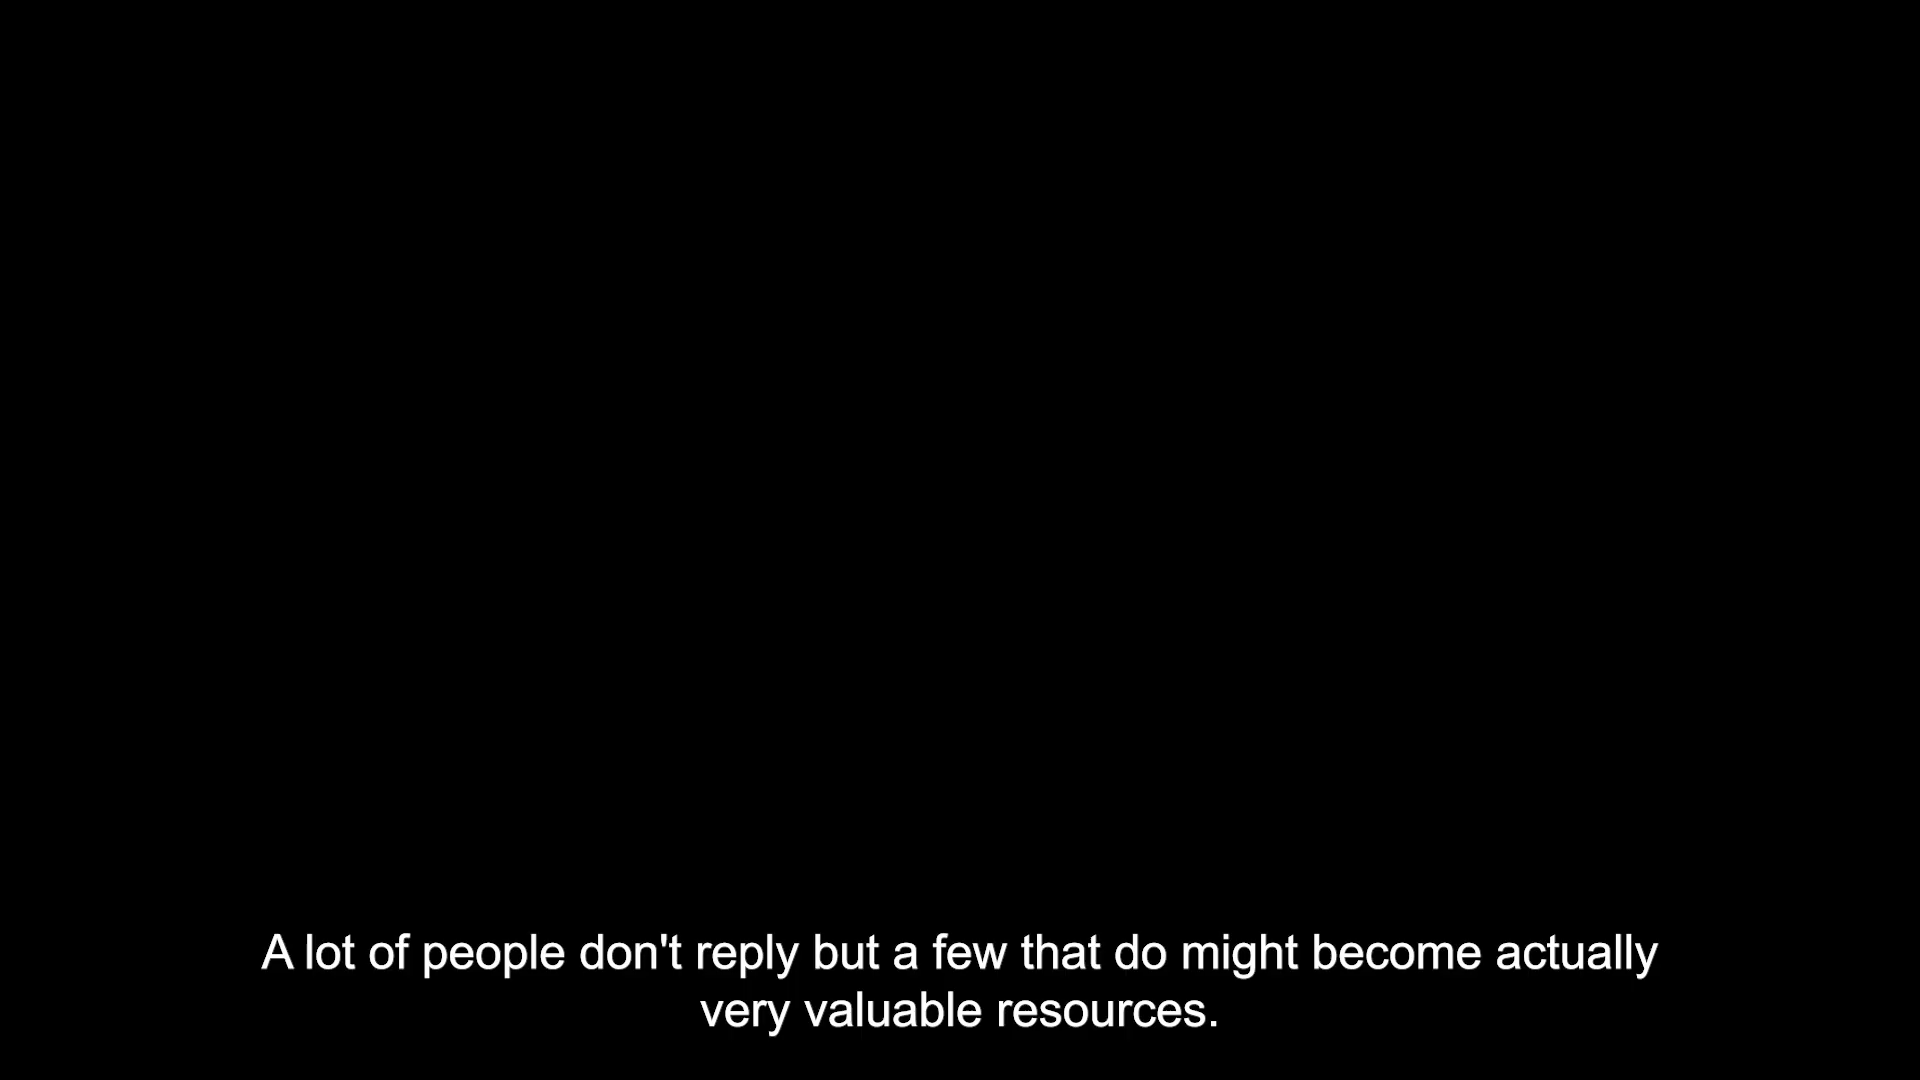 A lot of people don't reply but a few that do might become actually
very valuable resources.